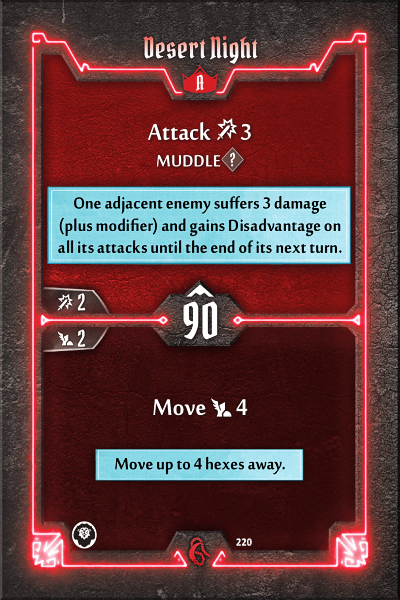 Desert Night
A
Attack 3
MUDDLE ?
One adjacent enemy suffers 3 damage
(plus modifier) and gains Disadvantage on
all its attacks until the end of its next turn.
2
90
2
Move 4
Move up to 4 hexes away.
220